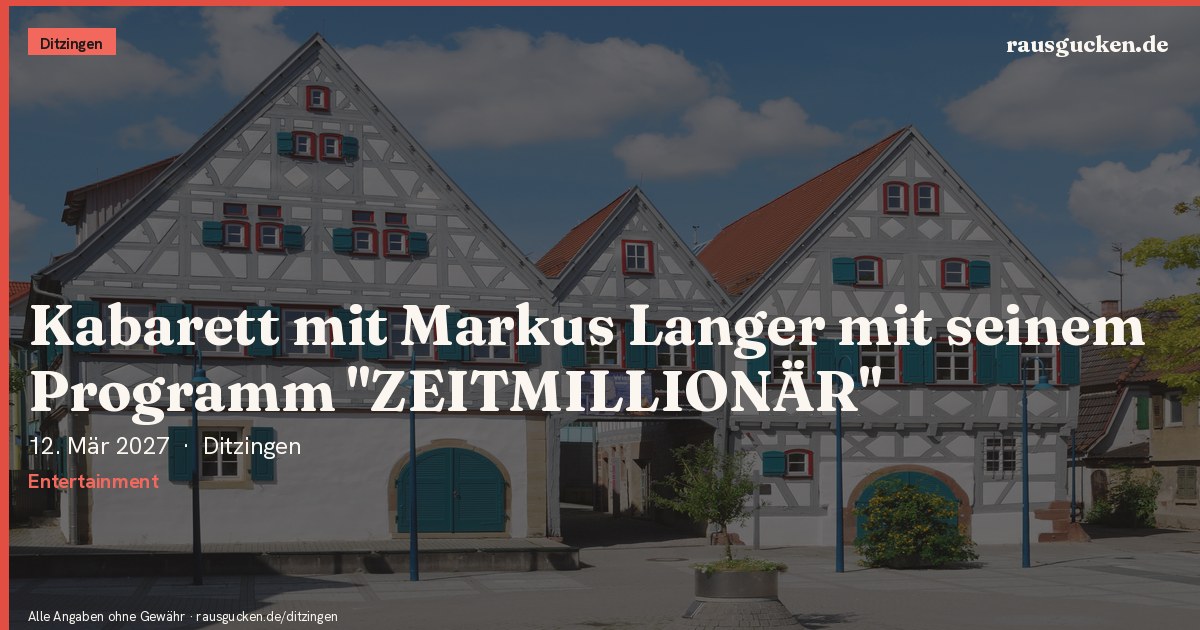 Ditzingen
rausgucken.de
Kabarett mit Markus Langer mit seinem
Programm "ZEITMILLIONÄR"
12. Mär 2027 · Ditzingen
Entertainment
Alle Angaben ohne Gewähr · rausgucken.de/ditzingen